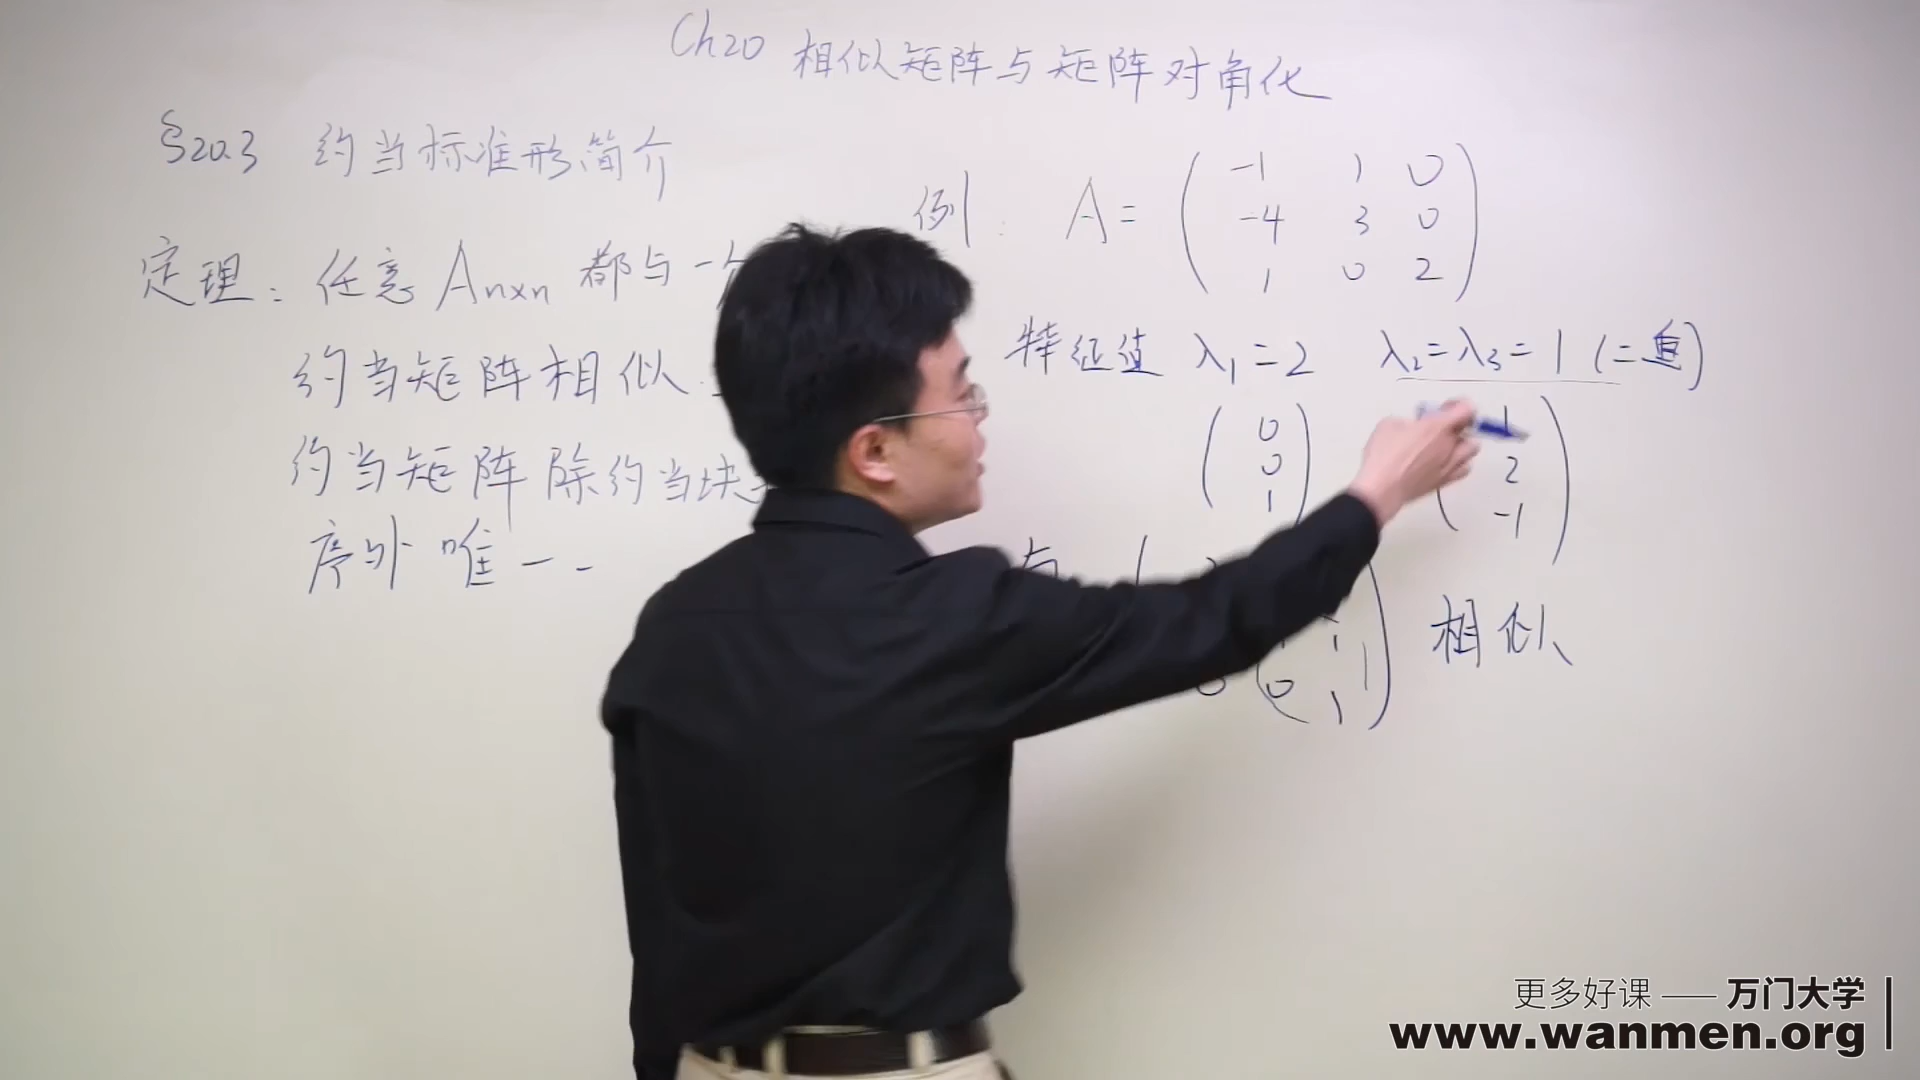 Ch20 相似矩阵与矩阵对角化
§20.3 约当标准形简介
定理：任意 Anxn 都与一个
约当矩阵相似.
约当矩阵除约当块
序外唯一.
例: A= ( -1 1 0
-4 3 0
1 0 2 )
特征值 λ₁=2 λ₂=λ₃=1 (二重)
( 0 0 1 ) ( 1 2 -1 )
与 相似
更多好课 —— 万门大学
www.wanmen.org